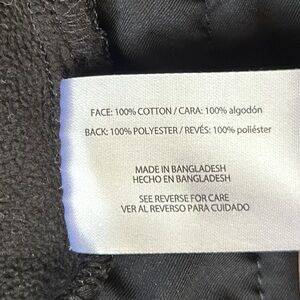 FACE: 100% COTTON / CARA: 100% algodón
BACK: 100% POLYESTER / REVÉS: 100% poliéster
MADE IN BANGLADESH
HECHO EN BANGLADESH
SEE REVERSE FOR CARE
VER AL REVERSO PARA CUIDADO